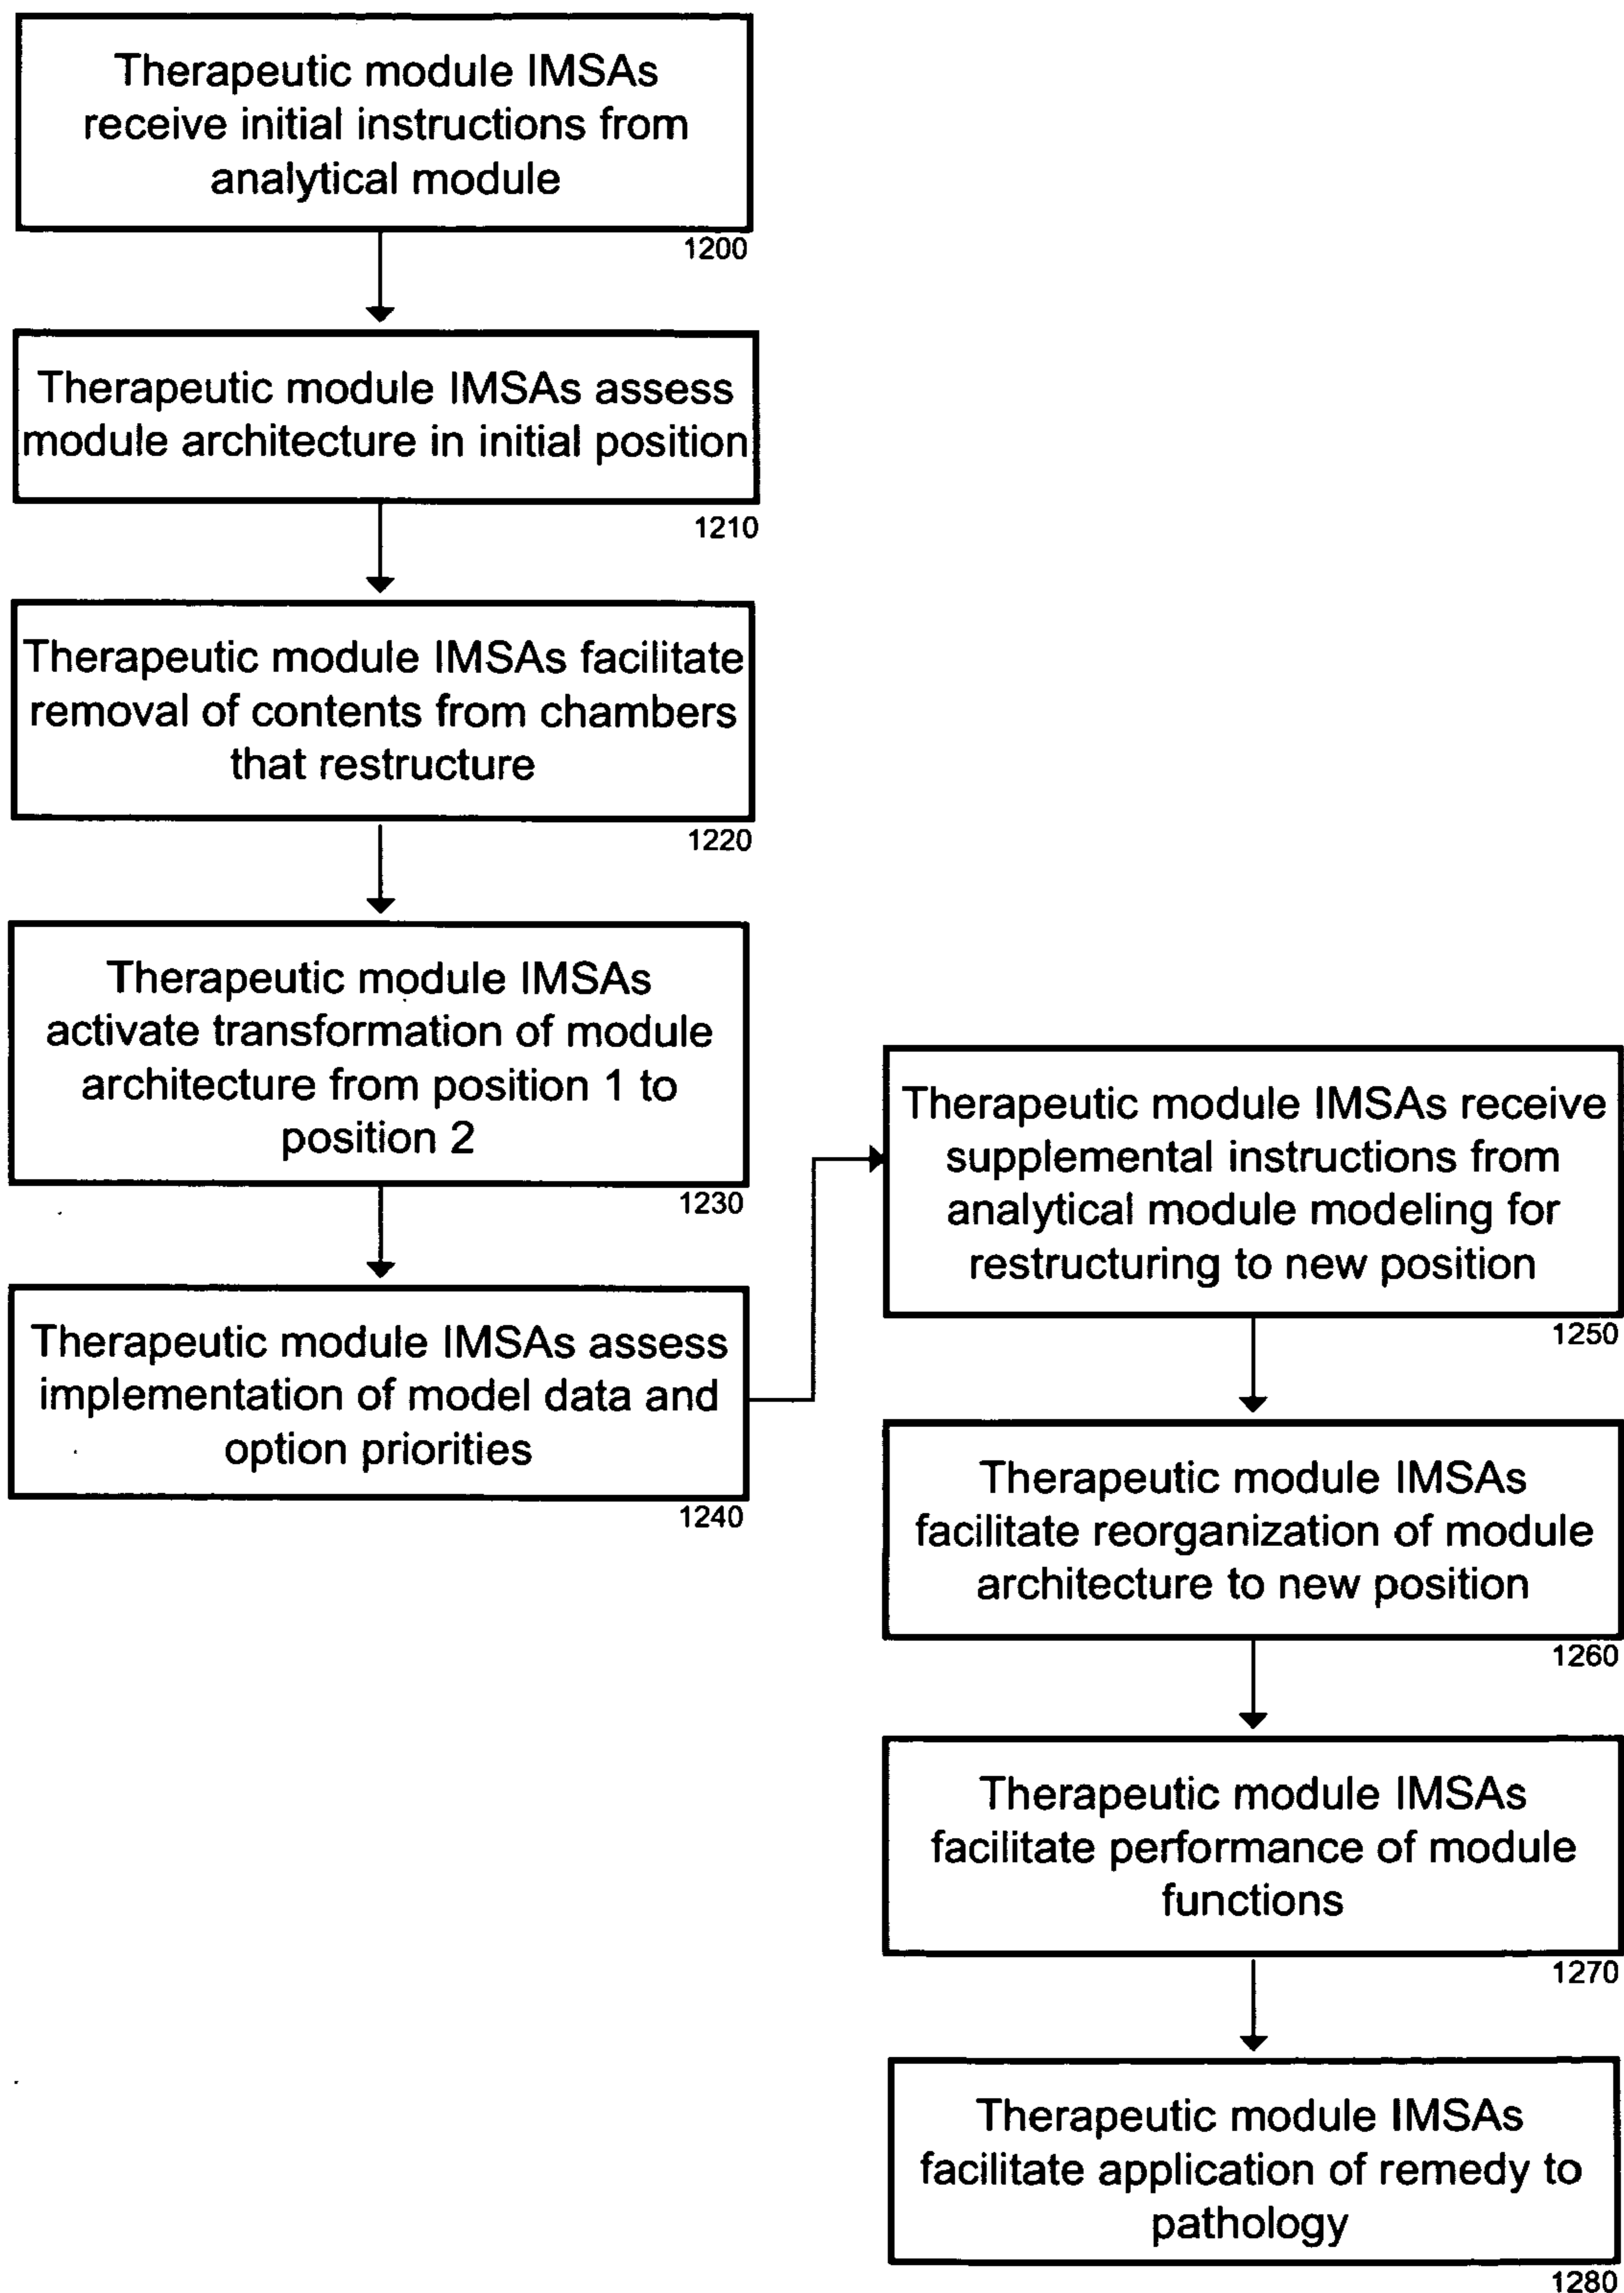 Therapeutic module IMSAs
receive initial instructions from
analytical module
1200
Therapeutic module IMSAs assess
module architecture in initial position
1210
Therapeutic module IMSAs facilitate
removal of contents from chambers
that restructure
1220
Therapeutic module IMSAs
activate transformation of module
architecture from position 1 to
position 2
1230
Therapeutic module IMSAs assess
implementation of model data and
option priorities
1240
Therapeutic module IMSAs receive
supplemental instructions from
analytical module modeling for
restructuring to new position
1250
Therapeutic module IMSAs
facilitate reorganization of module
architecture to new position
1260
Therapeutic module IMSAs
facilitate performance of module
functions
1270
Therapeutic module IMSAs
facilitate application of remedy to
pathology
1280